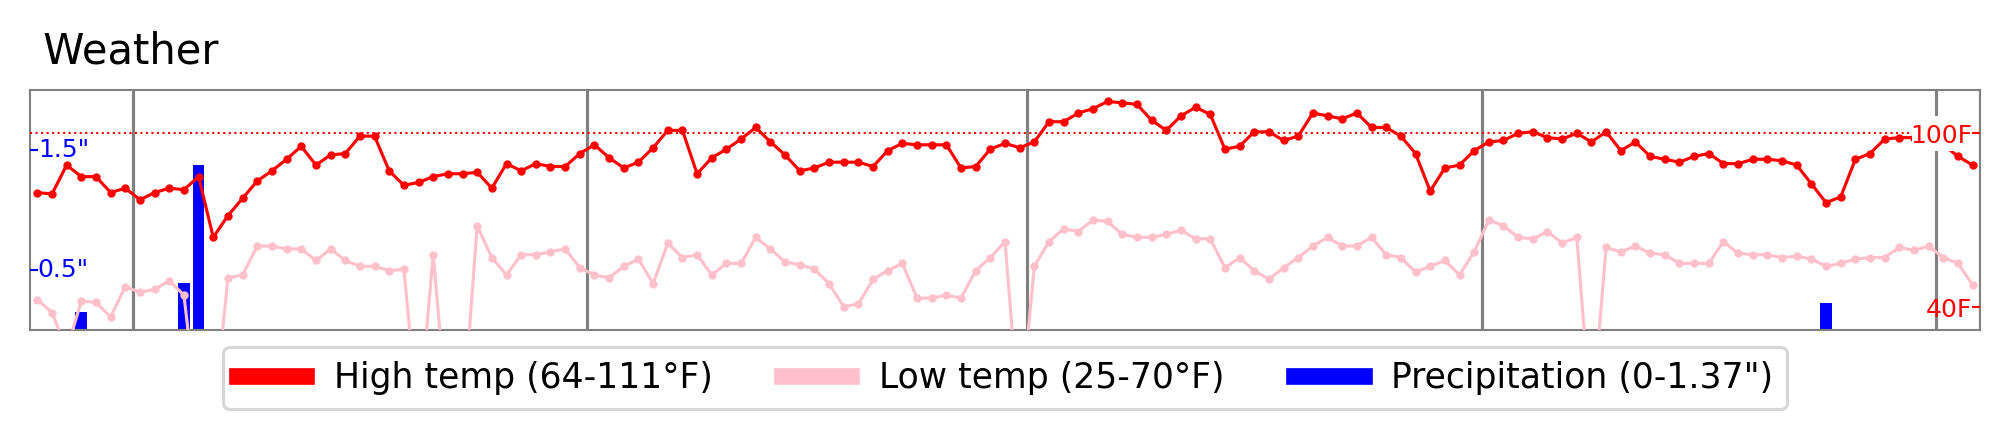 Weather
1.5"
100F
0.5"
40F
High temp (64-111°F) Low temp (25-70°F) Precipitation (0-1.37")